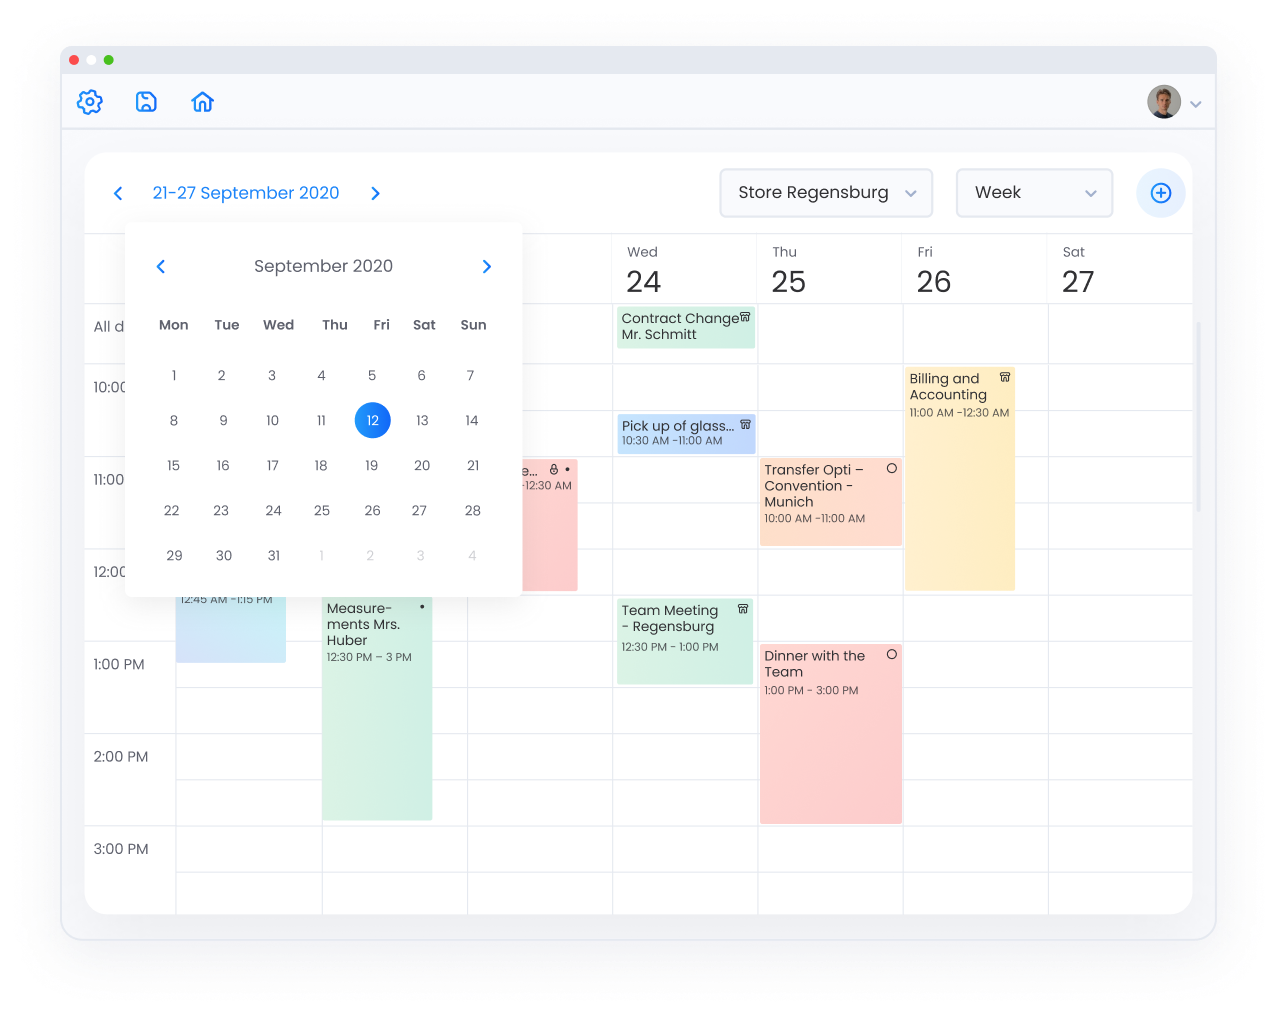 21-27 September 2020
Store Regensburg
Week
September 2020
Mon Tue Wed Thu Fri Sat Sun
1 2 3 4 5 6 7
8 9 10 11 12 13 14
15 16 17 18 19 20 21
22 23 24 25 26 27 28
29 30 31 1 2 3 4
Wed
24
Thu
25
Fri
26
Sat
27
All d
10:00
11:00
12:00
1:00 PM
2:00 PM
3:00 PM
12:45 AM -1:15 PM
Measure-
ments Mrs.
Huber
12:30 PM – 3 PM
e...
-12:30 AM
Contract Change
Mr. Schmitt
Pick up of glass...
10:30 AM -11:00 AM
Team Meeting
- Regensburg
12:30 PM - 1:00 PM
Transfer Opti –
Convention -
Munich
10:00 AM -11:00 AM
Dinner with the
Team
1:00 PM - 3:00 PM
Billing and
Accounting
11:00 AM -12:30 AM